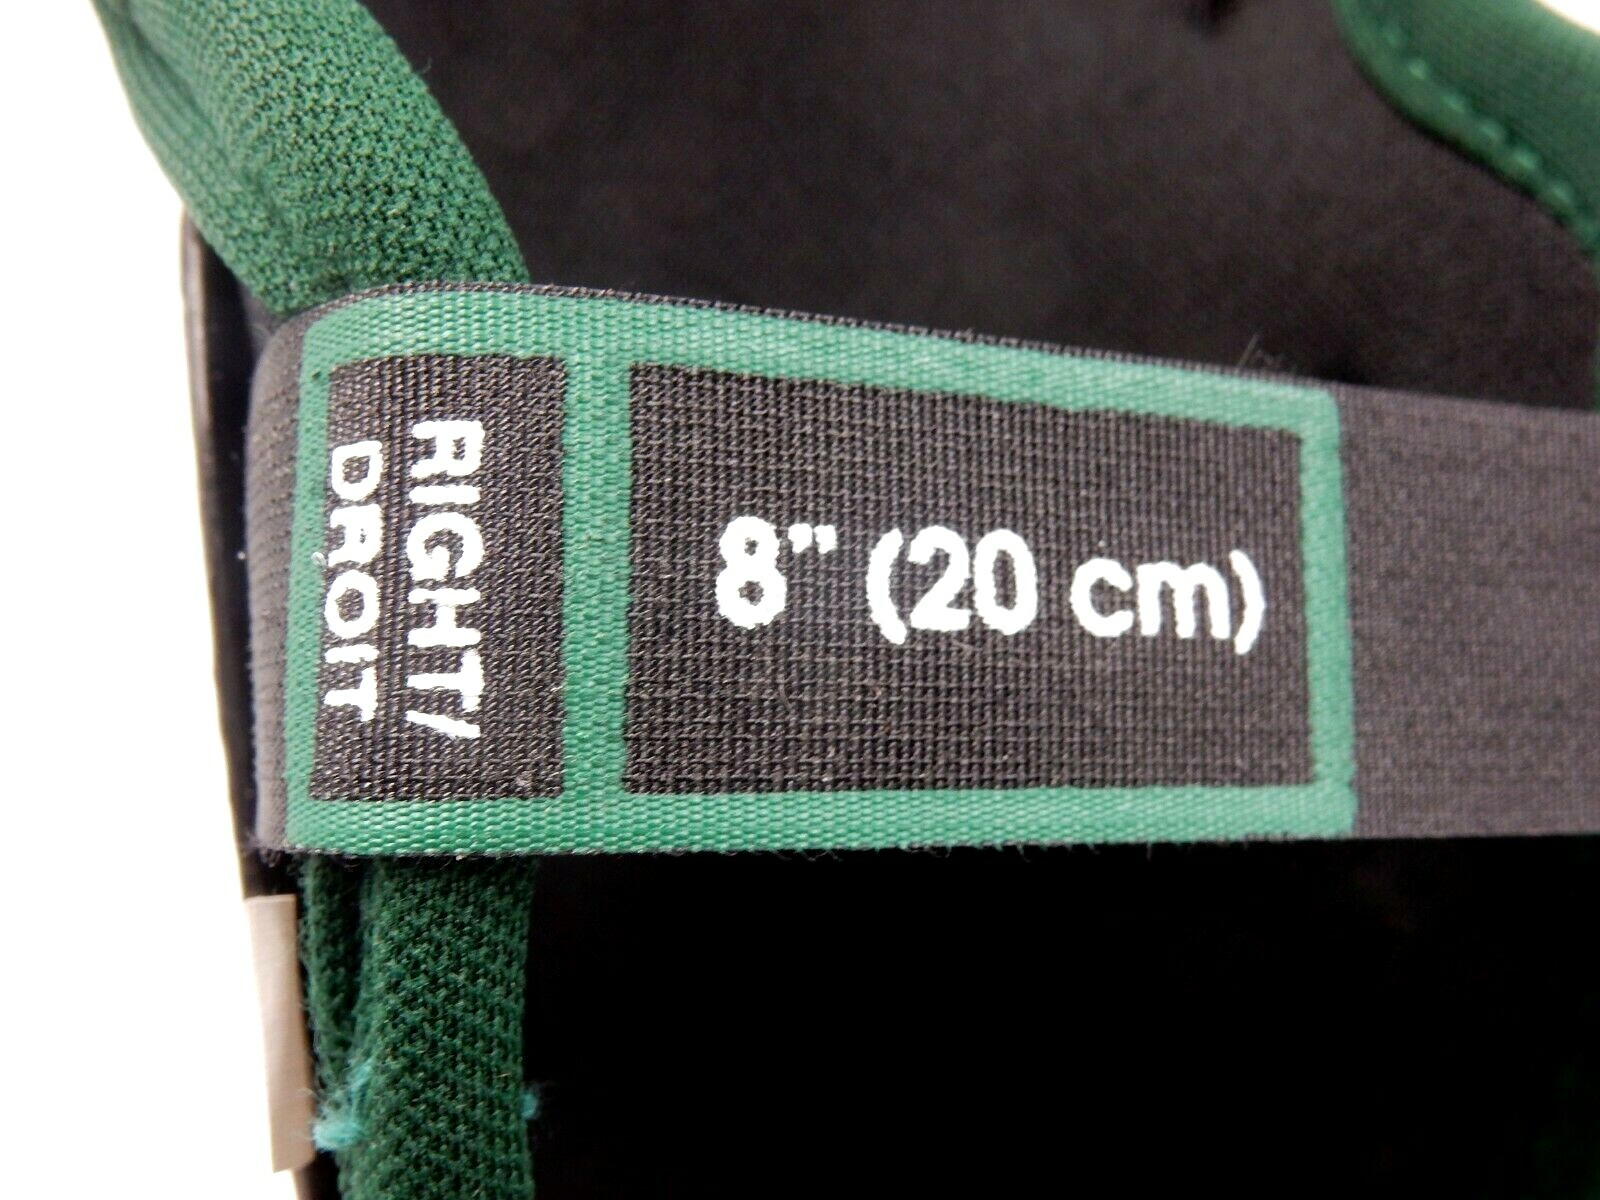 RIGHT/
DROIT
8" (20 cm)